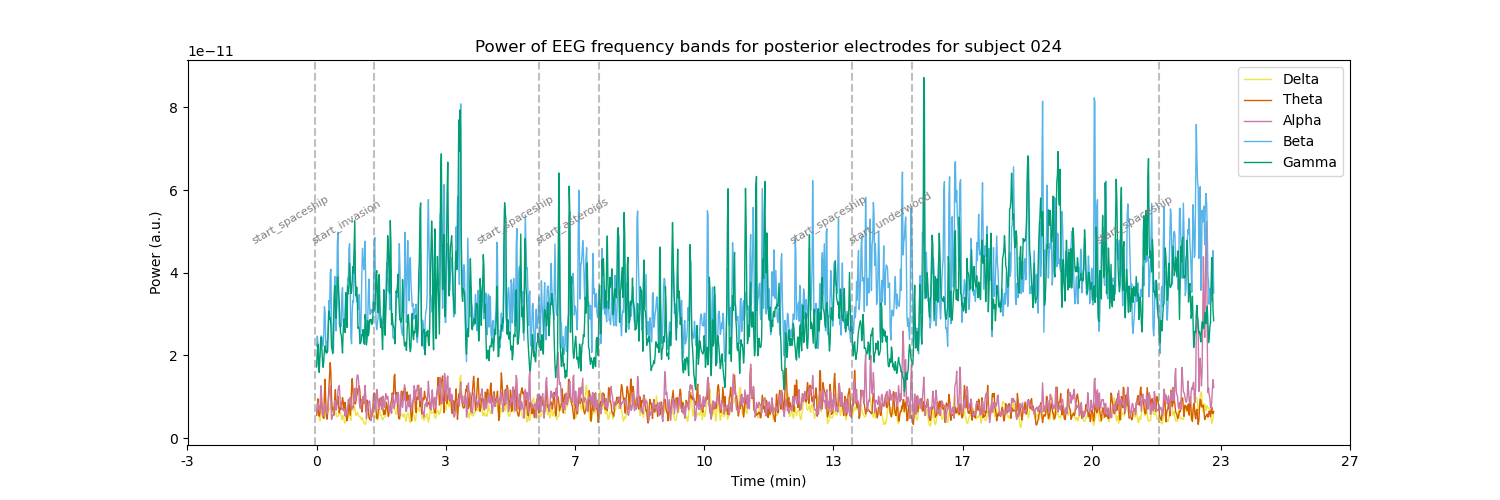 Power of EEG frequency bands for posterior electrodes for subject 024
1e−11
Power (a.u.)
8
6
4
2
0
start_spaceship
start_invasion
start_spaceship
start_asteroids
start_spaceship
start_underwood
start_spaceship
Delta
Theta
Alpha
Beta
Gamma
-3 0 3 7 10 13 17 20 23 27
Time (min)